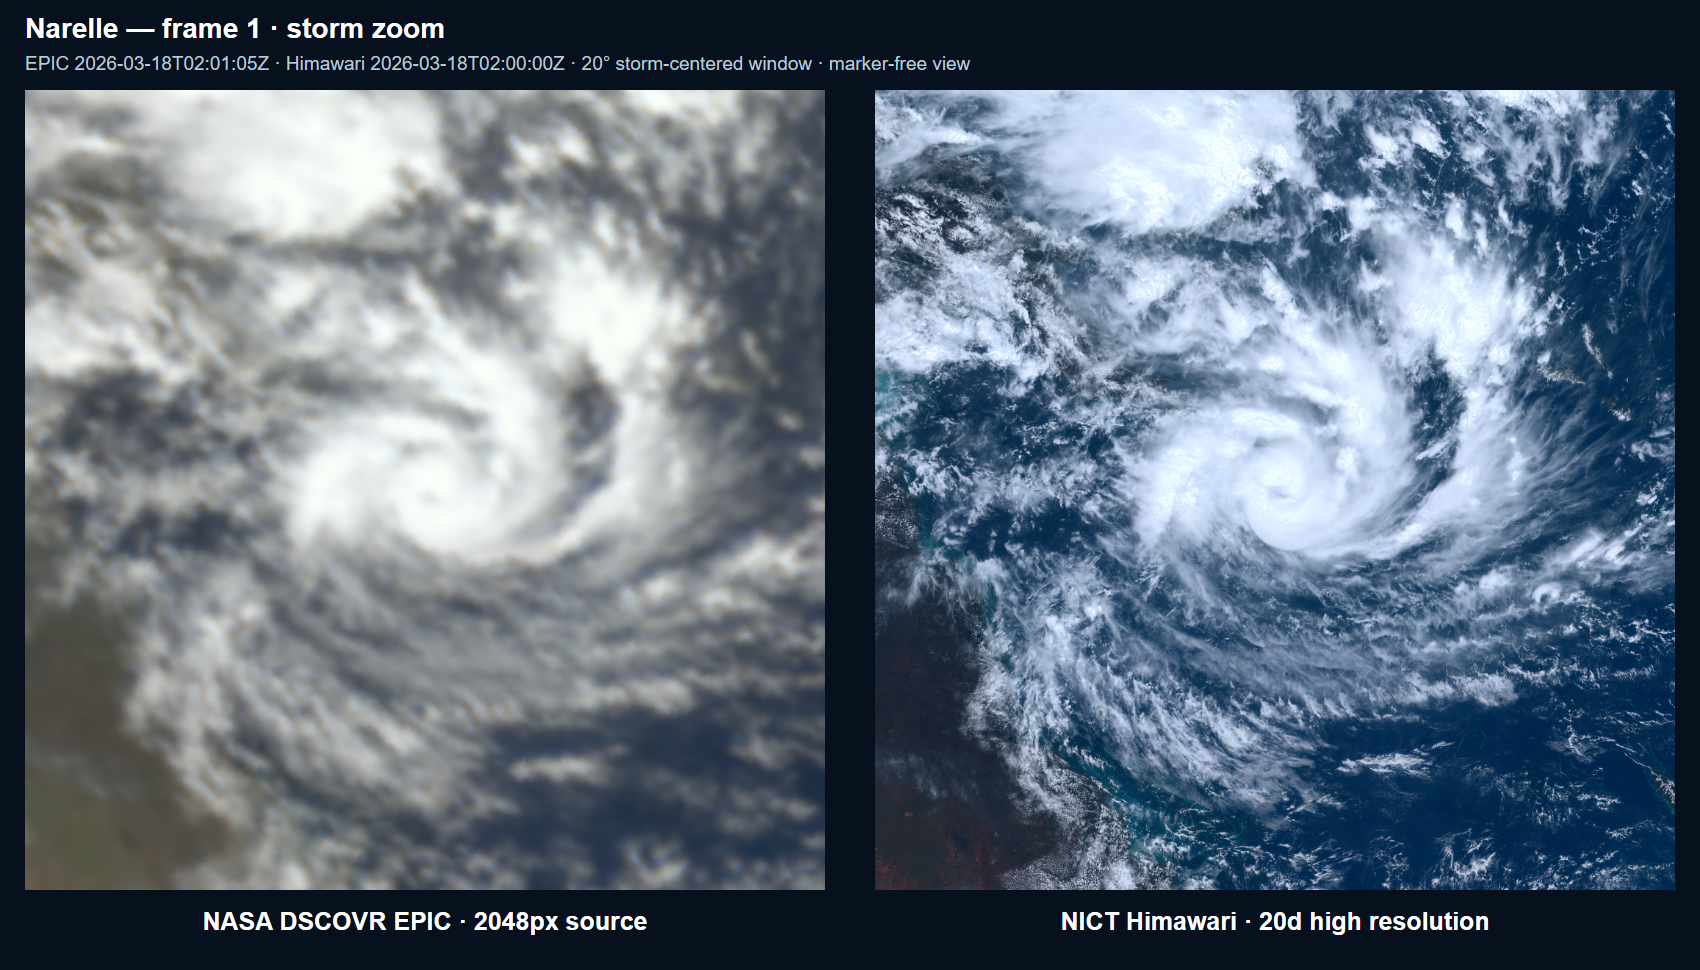 Narelle — frame 1 · storm zoom
EPIC 2026-03-18T02:01:05Z · Himawari 2026-03-18T02:00:00Z · 20° storm-centered window · marker-free view
NASA DSCOVR EPIC · 2048px source
NICT Himawari · 20d high resolution